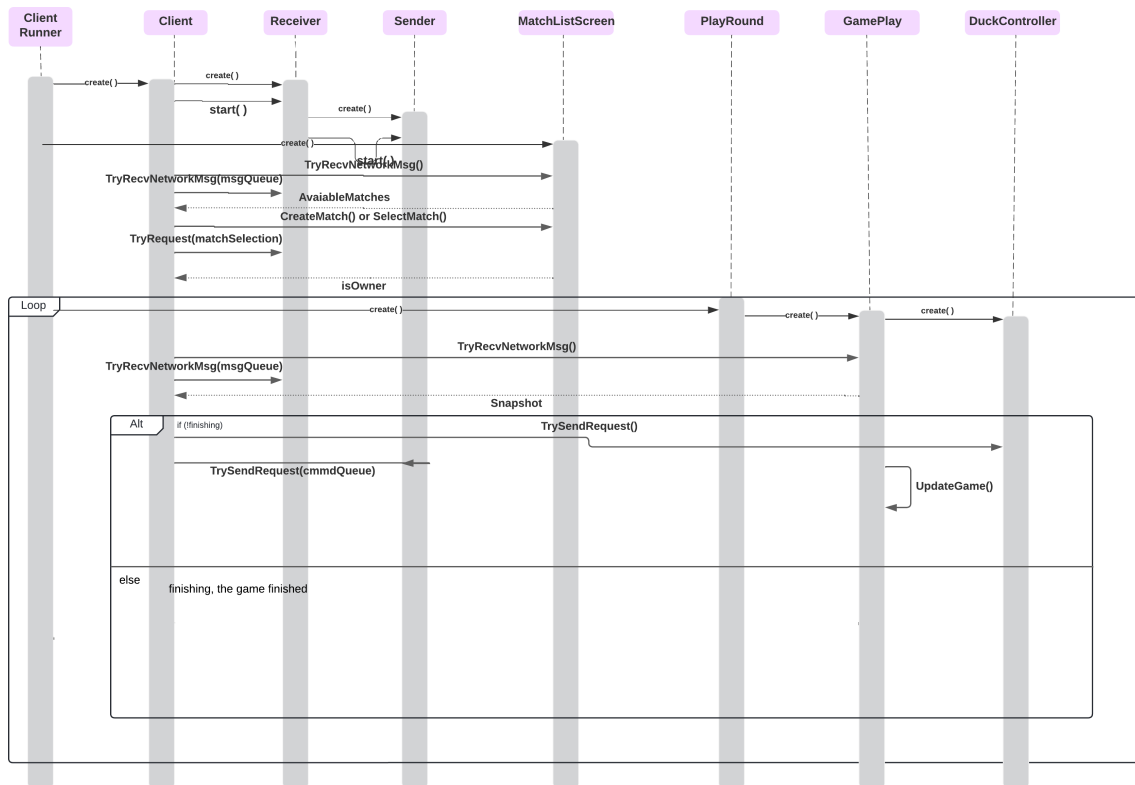 Client
Runner
Client
Receiver
Sender
MatchListScreen
PlayRound
GamePlay
DuckController
create( )
create( )
start( )
create( )
create( )
start( )
TryRecvNetworkMsg()
TryRecvNetworkMsg(msgQueue)
AvaiableMatches
CreateMatch() or SelectMatch()
TryRequest(matchSelection)
isOwner
Loop
create( )
create( )
create( )
TryRecvNetworkMsg()
TryRecvNetworkMsg(msgQueue)
Snapshot
Alt
if (!finishing)
TrySendRequest()
TrySendRequest(cmmdQueue)
UpdateGame()
else
finishing, the game finished